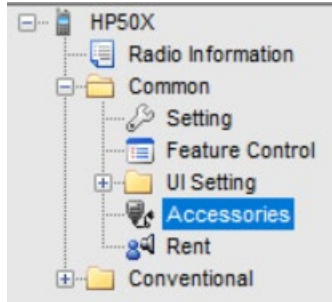 HP50X
Radio Information
Common
Setting
Feature Control
UI Setting
Accessories
Rent
Conventional